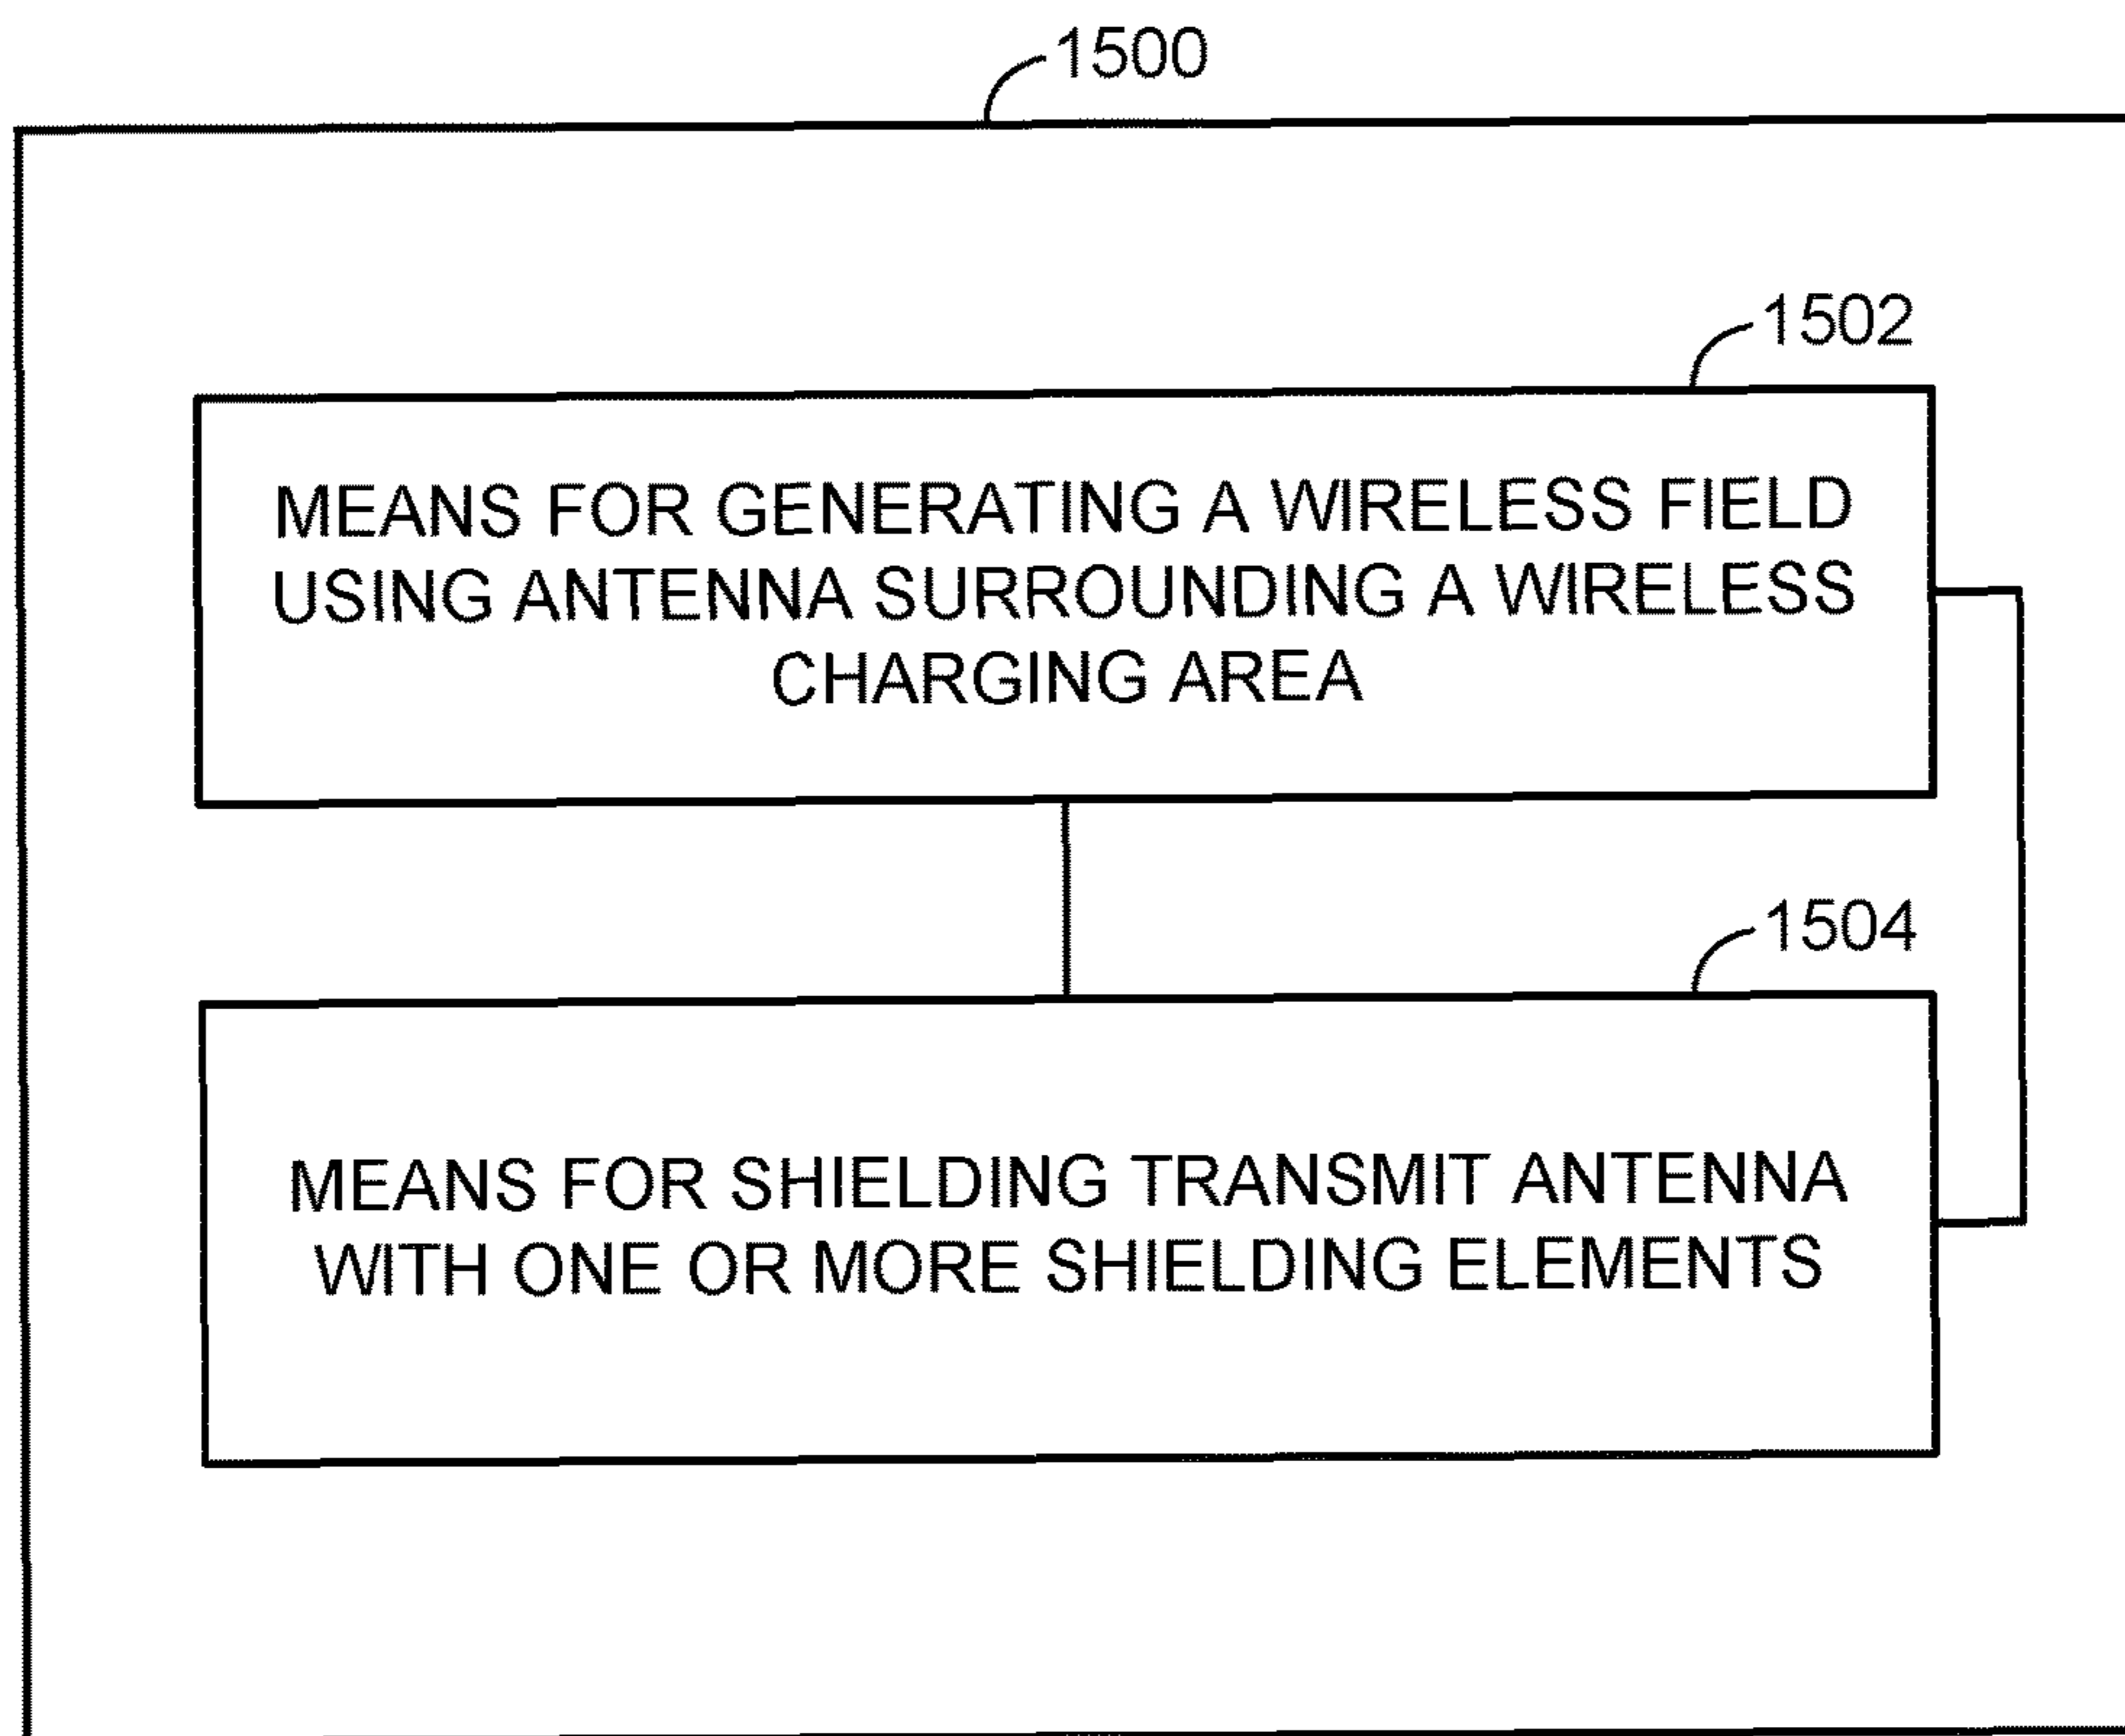 1500
1502
MEANS FOR GENERATING A WIRELESS FIELD
USING ANTENNA SURROUNDING A WIRELESS
CHARGING AREA
1504
MEANS FOR SHIELDING TRANSMIT ANTENNA
WITH ONE OR MORE SHIELDING ELEMENTS